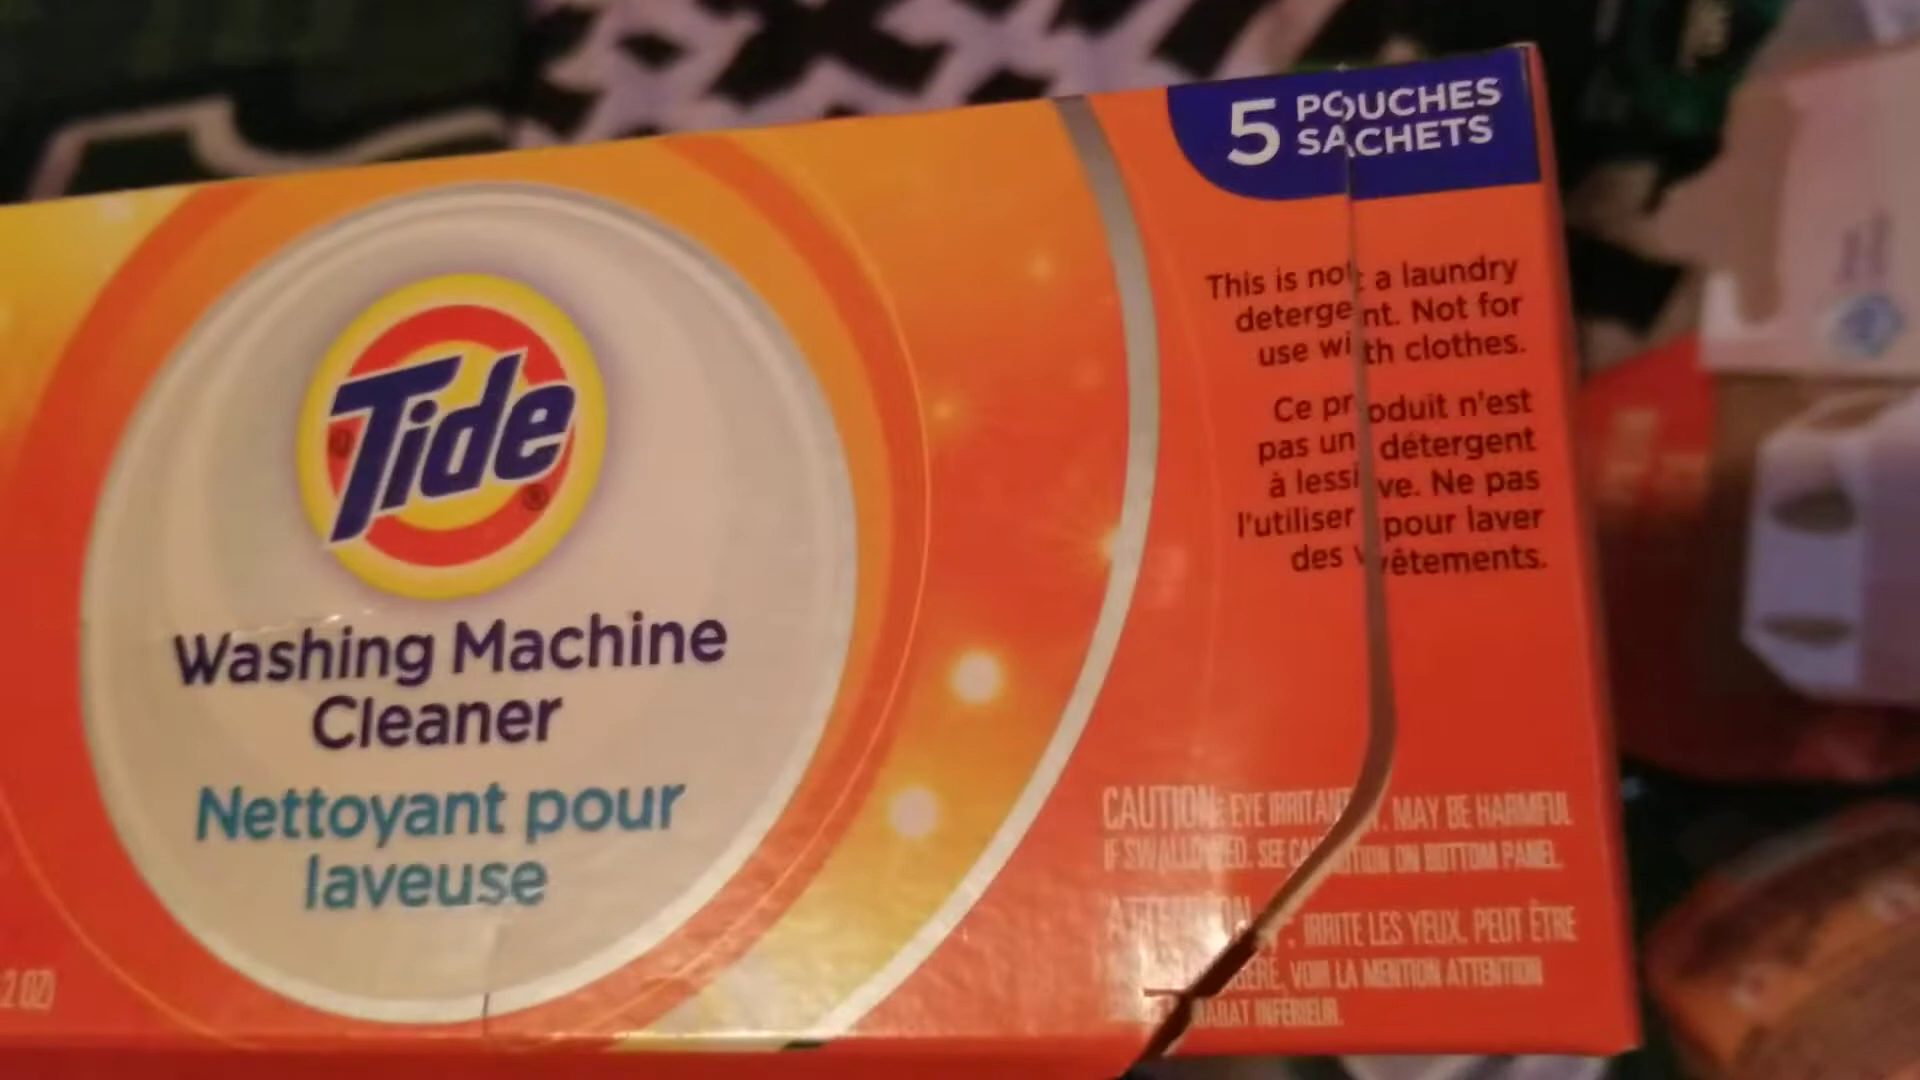 5 POUCHES
SACHETS
This is not a laundry
detergent. Not for
use with clothes.
Ce produit n'est
pas un détergent
à lessive. Ne pas
l'utiliser pour laver
des vêtements.
Tide
Washing Machine
Cleaner
Nettoyant pour
laveuse
CAUTION: EYE IRRITANT. MAY BE HARMFUL
IF SWALLOWED. SEE CAUTION ON BOTTOM PANEL.
ATTENTION : IRRITE LES YEUX. PEUT ÊTRE
VOIR LA MENTION ATTENTION
INFÉRIEUR.
2 OZ)